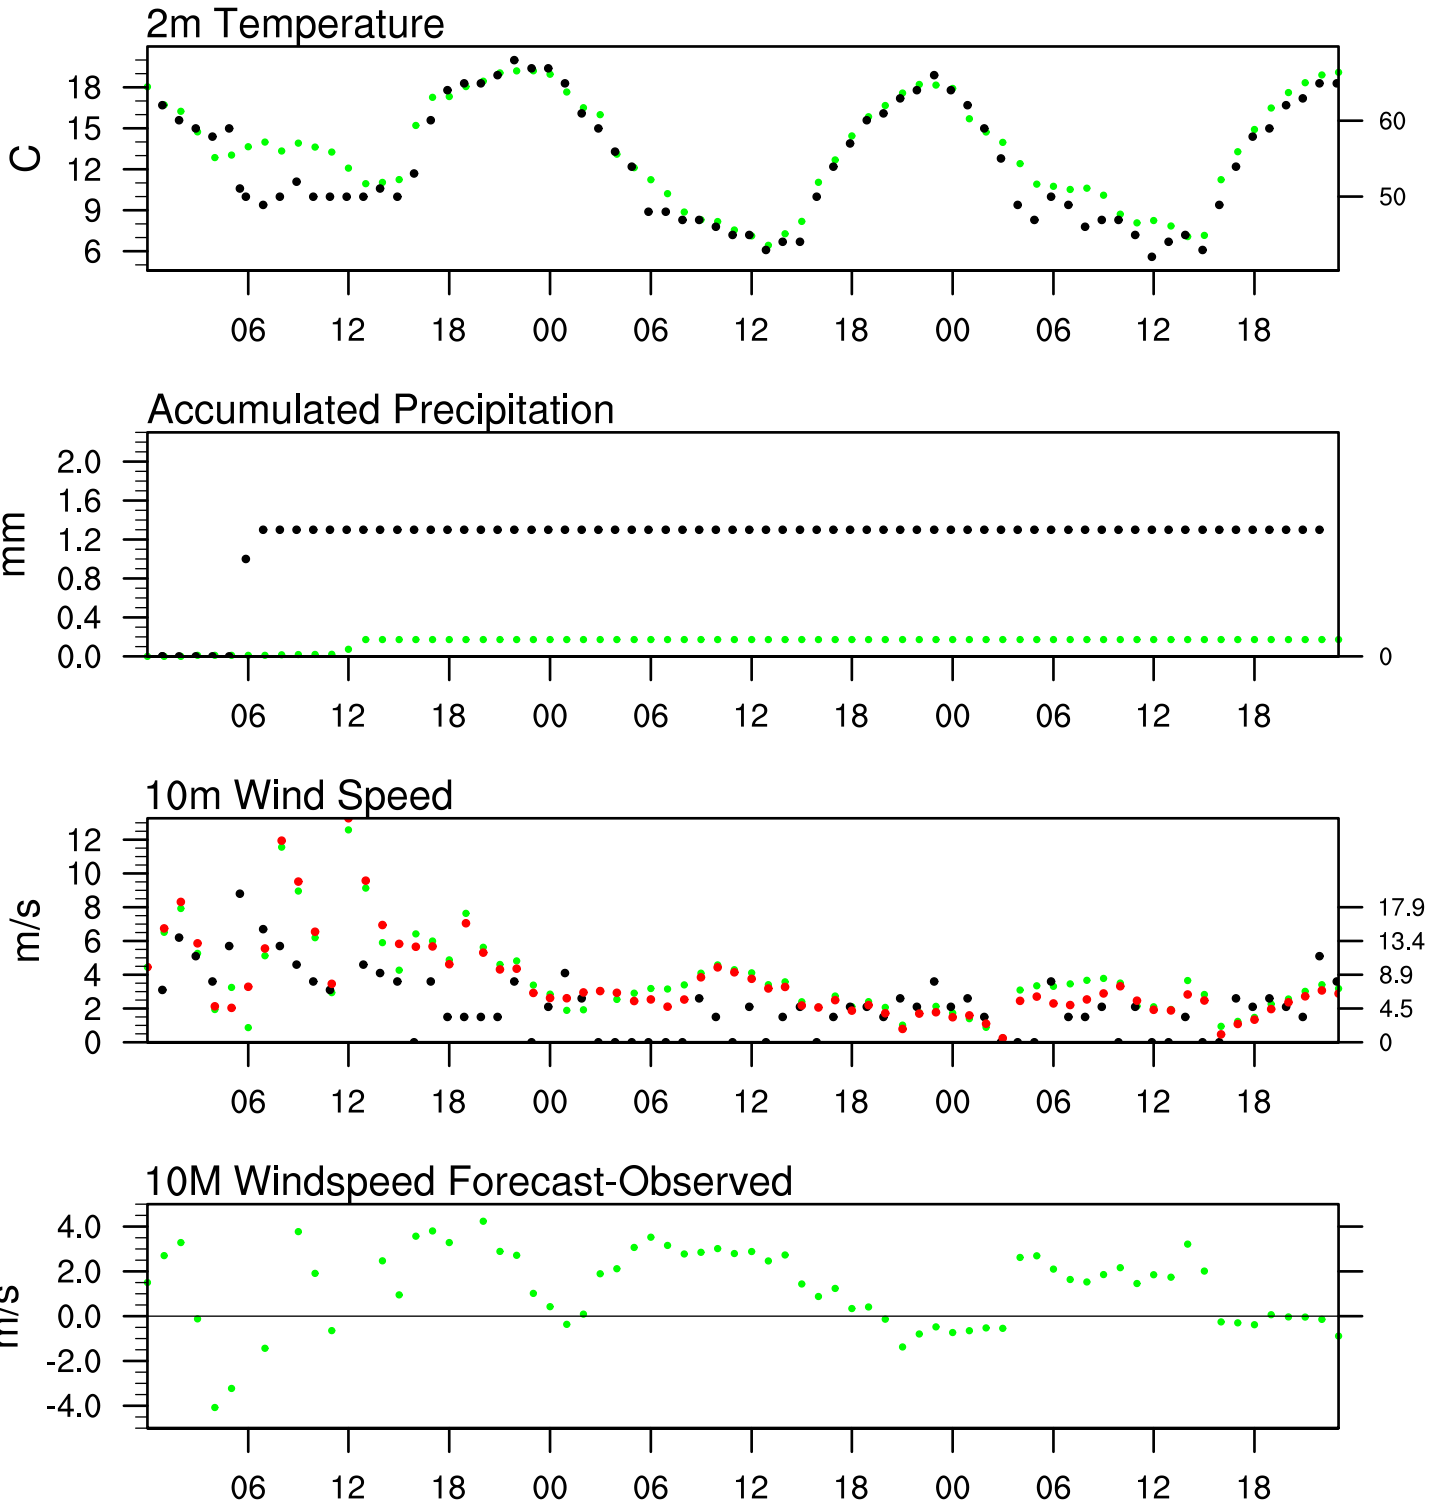 2m Temperature
C
18
15
12
9
6
60
50
06 12 18 00 06 12 18 00 06 12 18
Accumulated Precipitation
mm
2.0
1.6
1.2
0.8
0.4
0.0
0
06 12 18 00 06 12 18 00 06 12 18
10m Wind Speed
m/s
12
10
8
6
4
2
0
17.9
13.4
8.9
4.5
0
06 12 18 00 06 12 18 00 06 12 18
10M Windspeed Forecast-Observed
m/s
4.0
2.0
0.0
-2.0
-4.0
06 12 18 00 06 12 18 00 06 12 18